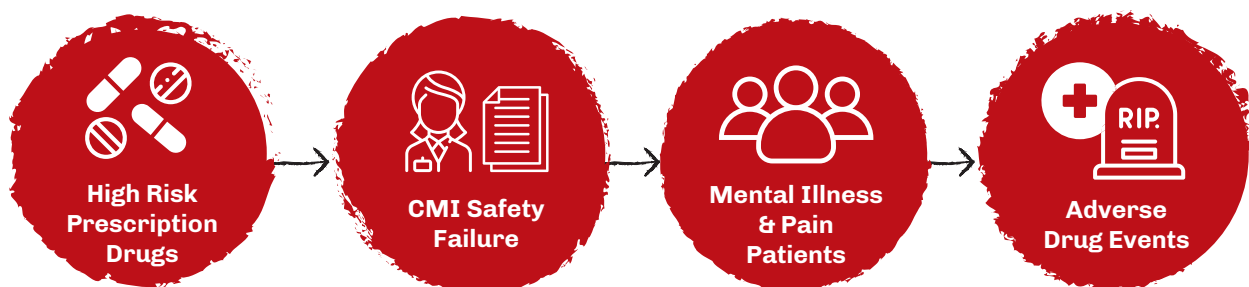 High Risk
Prescription
Drugs
CMI Safety
Failure
Mental Illness
& Pain
Patients
RIP.
Adverse
Drug Events